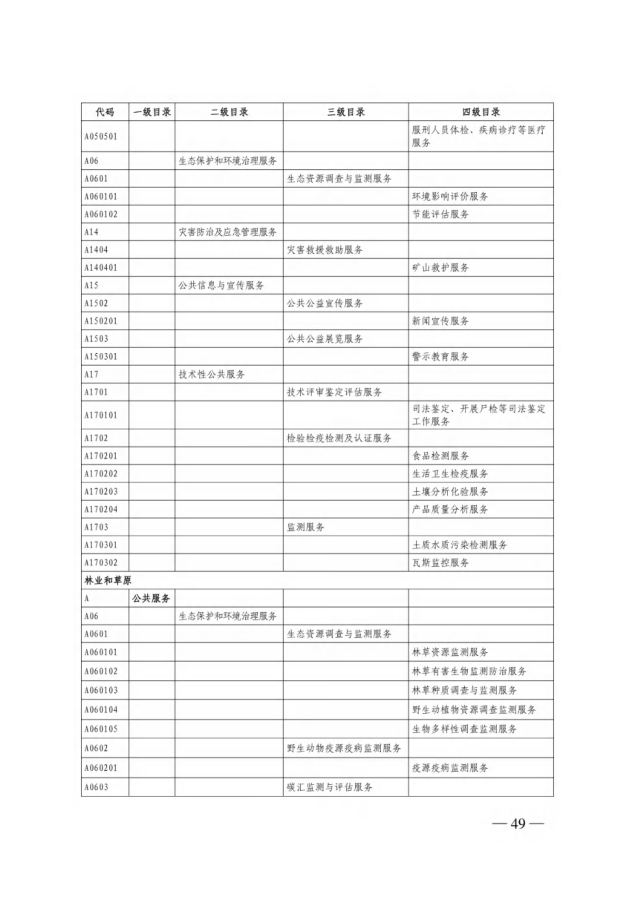 代码 一级目录 二级目录 三级目录 四级目录
A050501 服刑人员体检、疾病诊疗等医疗
服务
A06 生态保护和环境治理服务
A0601 生态资源调查与监测服务
A060101 环境影响评价服务
A060102 节能评估服务
A14 灾害防治及应急管理服务
A1404 灾害救援救助服务
A140401 矿山救护服务
A15 公共信息与宣传服务
A1502 公共公益宣传服务
A150201 新闻宣传服务
A1503 公共公益展览服务
A150301 警示教育服务
A17 技术性公共服务
A1701 技术评审鉴定评估服务
A170101 司法鉴定、开展尸检等司法鉴定
工作服务
A1702 检验检疫检测及认证服务
A170201 食品检测服务
A170202 生活卫生检疫服务
A170203 土壤分析化验服务
A170204 产品质量分析服务
A1703 监测服务
A170301 土质水质污染检测服务
A170302 瓦斯监控服务
林业和草原
A 公共服务
A06 生态保护和环境治理服务
A0601 生态资源调查与监测服务
A060101 林草资源监测服务
A060102 林草有害生物监测防治服务
A060103 林草种质调查与监测服务
A060104 野生动植物资源调查监测服务
A060105 生物多样性调查监测服务
A0602 野生动物疫源疫病监测服务
A060201 疫源疫病监测服务
A0603 碳汇监测与评估服务
— 49 —